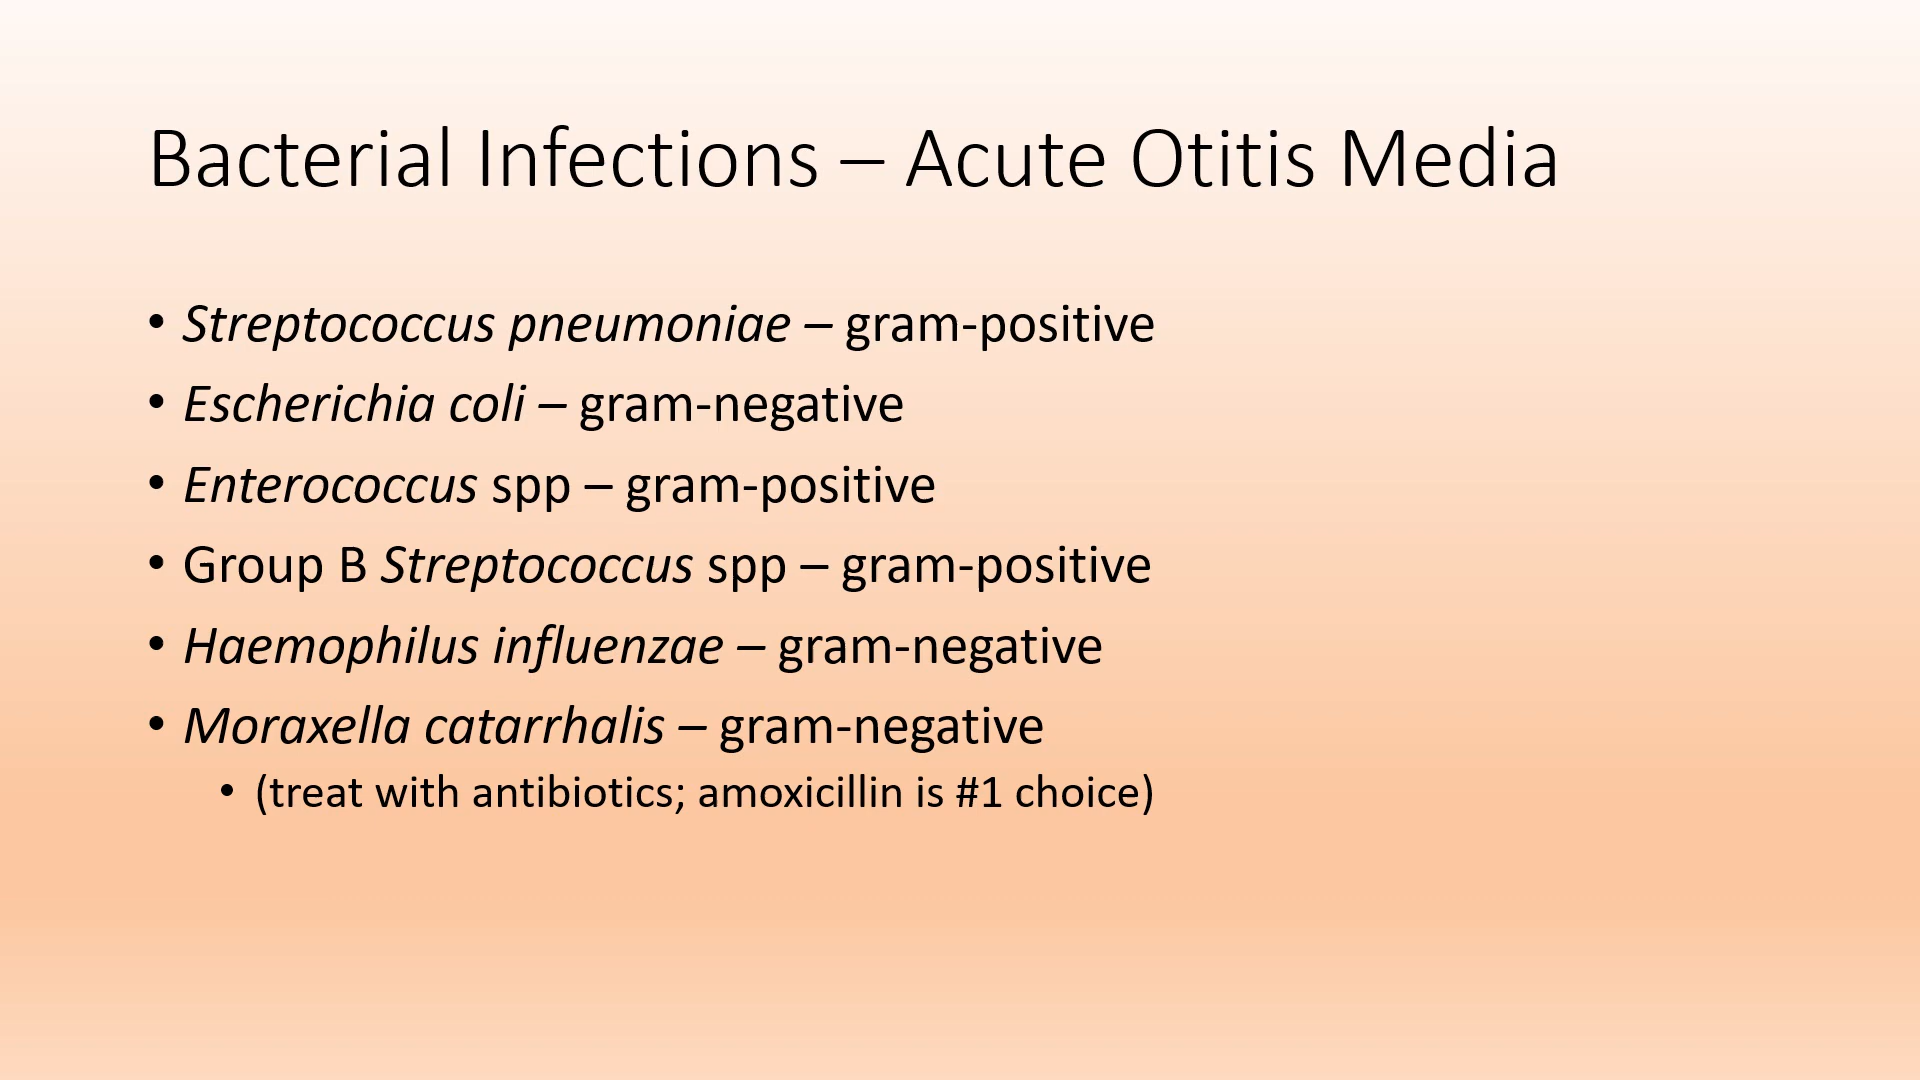 Bacterial Infections – Acute Otitis Media
• Streptococcus pneumoniae – gram-positive
• Escherichia coli – gram-negative
• Enterococcus spp – gram-positive
• Group B Streptococcus spp – gram-positive
• Haemophilus influenzae – gram-negative
• Moraxella catarrhalis – gram-negative
• (treat with antibiotics; amoxicillin is #1 choice)